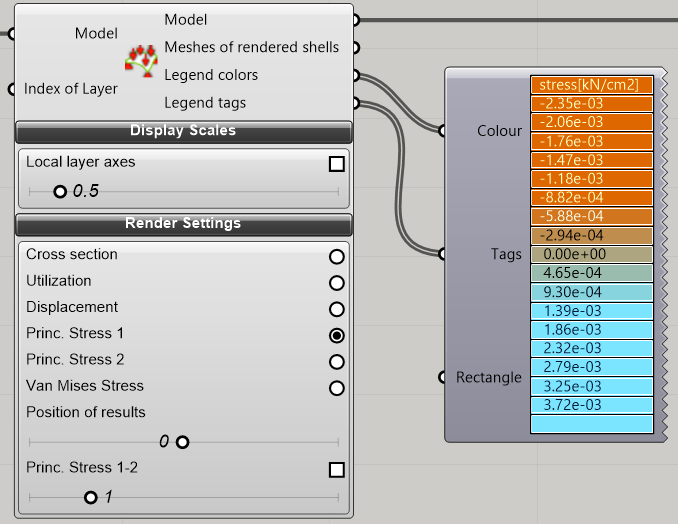 Model
Index of Layer
Model
Meshes of rendered shells
Legend colors
Legend tags
Display Scales
Local layer axes
0.5
Render Settings
Cross section
Utilization
Displacement
Princ. Stress 1
Princ. Stress 2
Van Mises Stress
Position of results
0
Princ. Stress 1-2
1
Colour
Tags
Rectangle
stress[kN/cm2]
-2.35e-03
-2.06e-03
-1.76e-03
-1.47e-03
-1.18e-03
-8.82e-04
-5.88e-04
-2.94e-04
0.00e+00
4.65e-04
9.30e-04
1.39e-03
1.86e-03
2.32e-03
2.79e-03
3.25e-03
3.72e-03